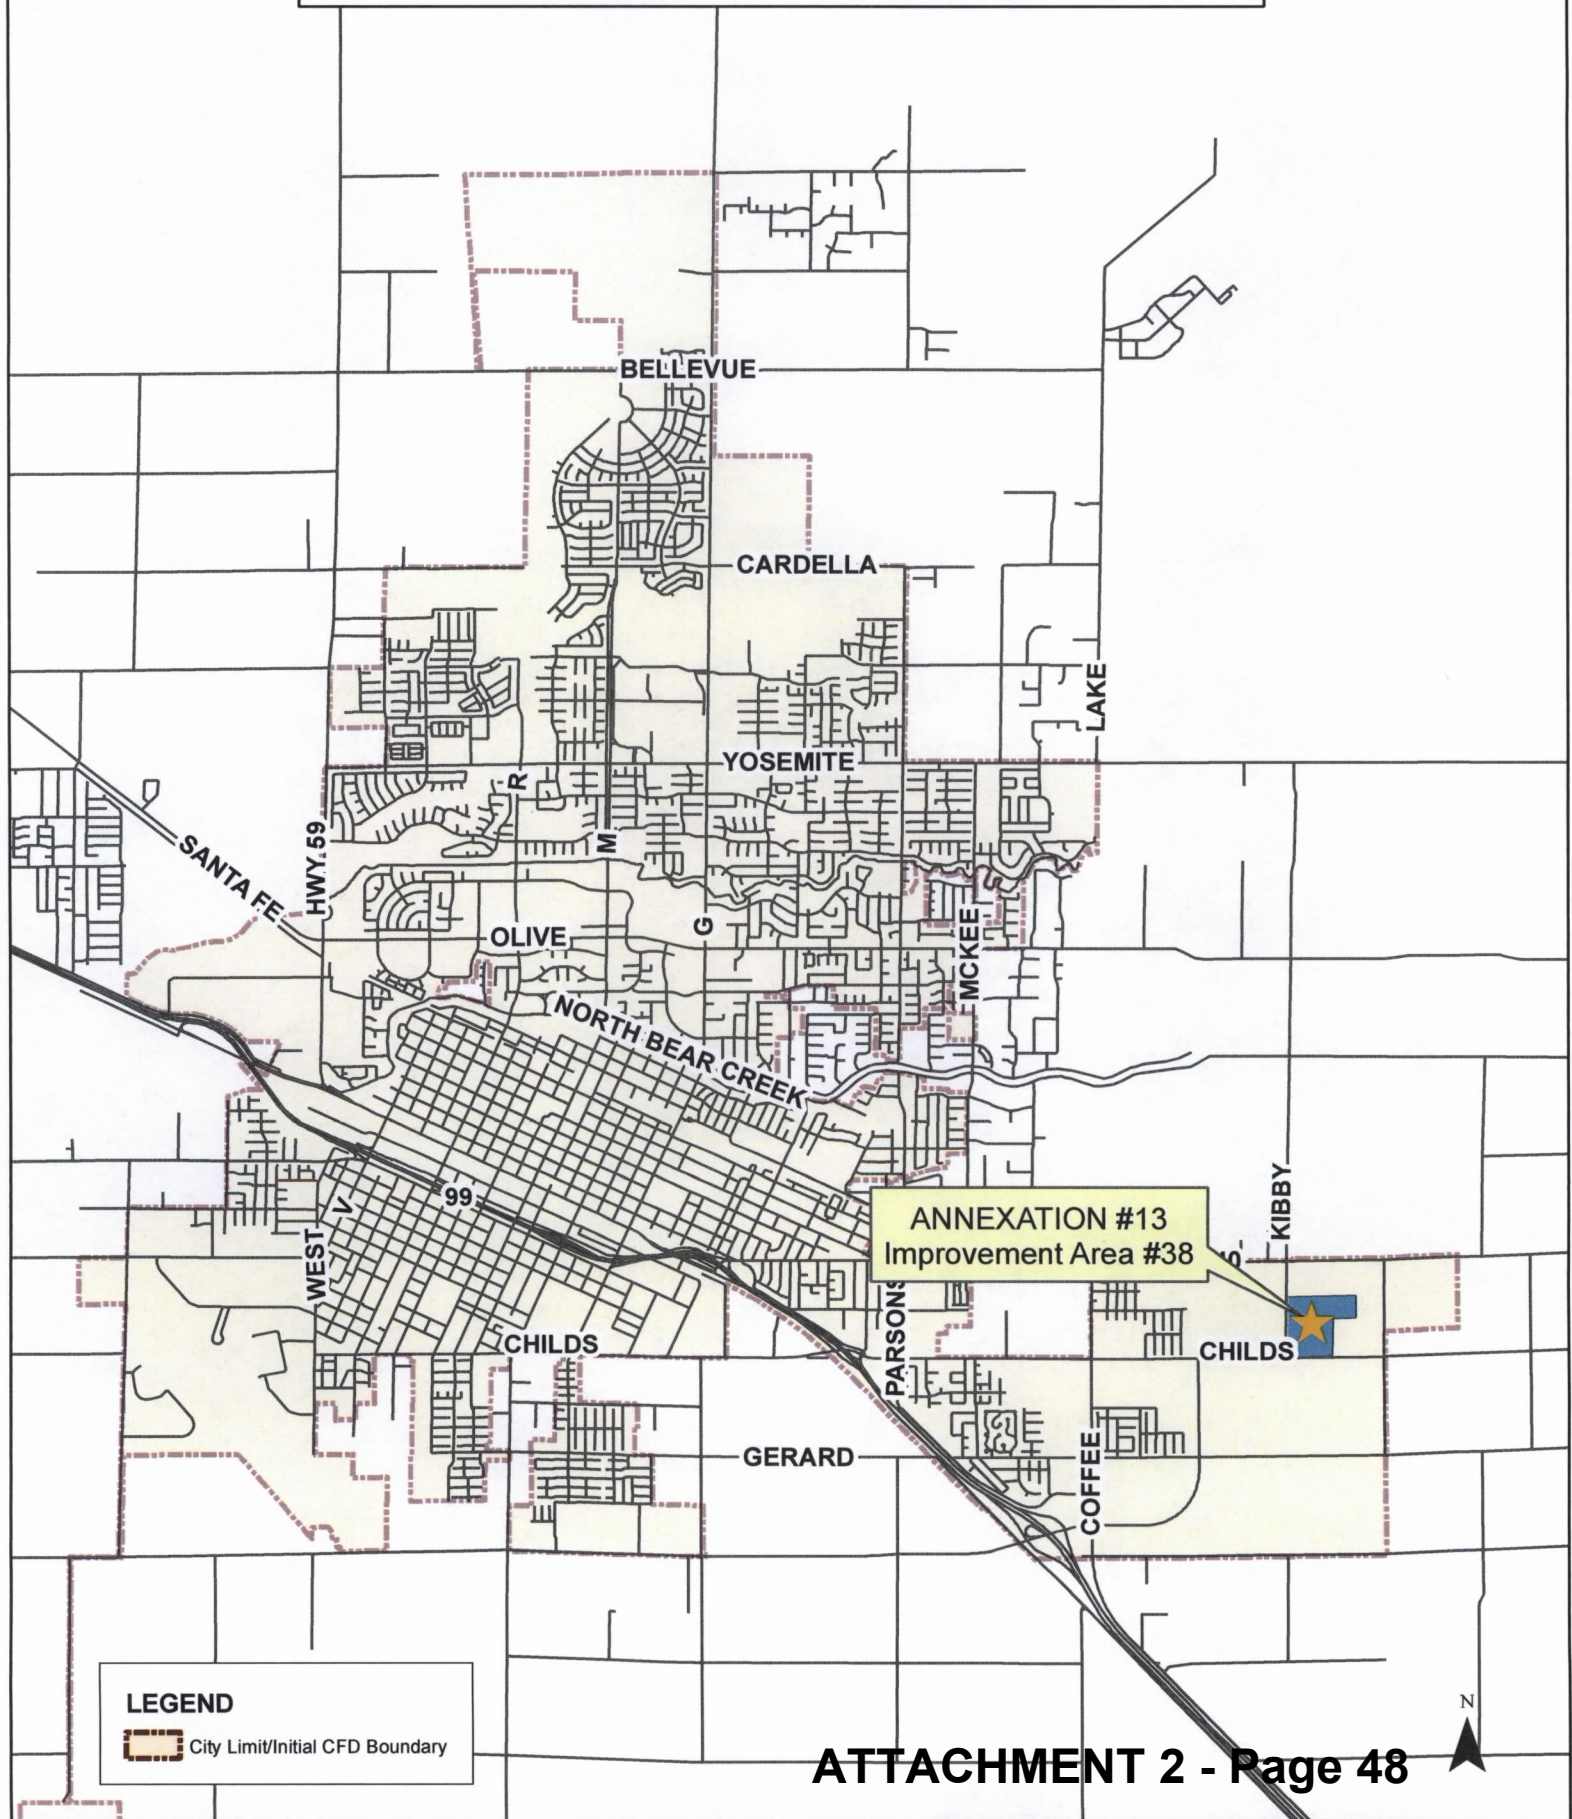 BELLEVUE
CARDELLA
LAKE
YOSEMITE
R
M
HWY 59
SANTA FE
G
OLIVE
MCKEE
NORTH BEAR CREEK
KIBBY
99
V
WEST
ANNEXATION #13
Improvement Area #38
PARSONS
CHILDS
CHILDS
GERARD
COFFEE
LEGEND
City Limit/Initial CFD Boundary
N
ATTACHMENT 2 - Page 48